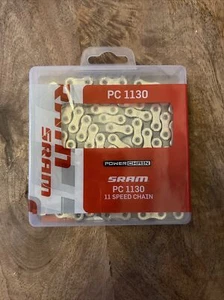 PC 1130
SRAM
POWERCHAIN
SRAM
PC 1130
11 SPEED CHAIN